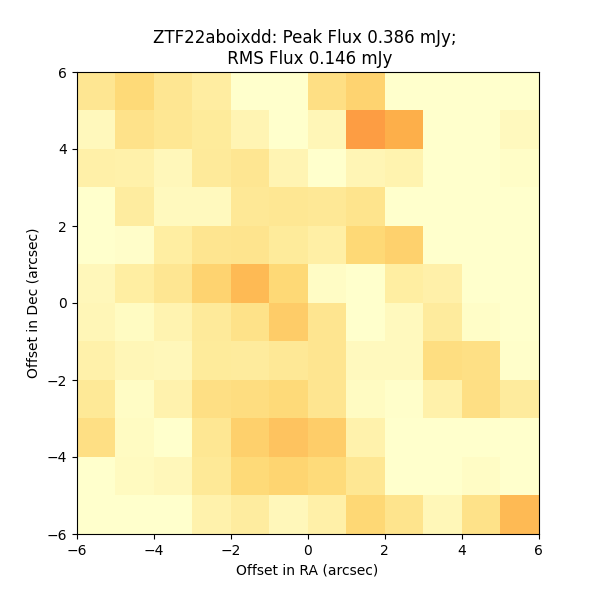 ZTF22aboixdd: Peak Flux 0.386 mJy;
RMS Flux 0.146 mJy
6
4
2
0
−2
−4
−6
Offset in Dec (arcsec)
−6 −4 −2 0 2 4 6
Offset in RA (arcsec)